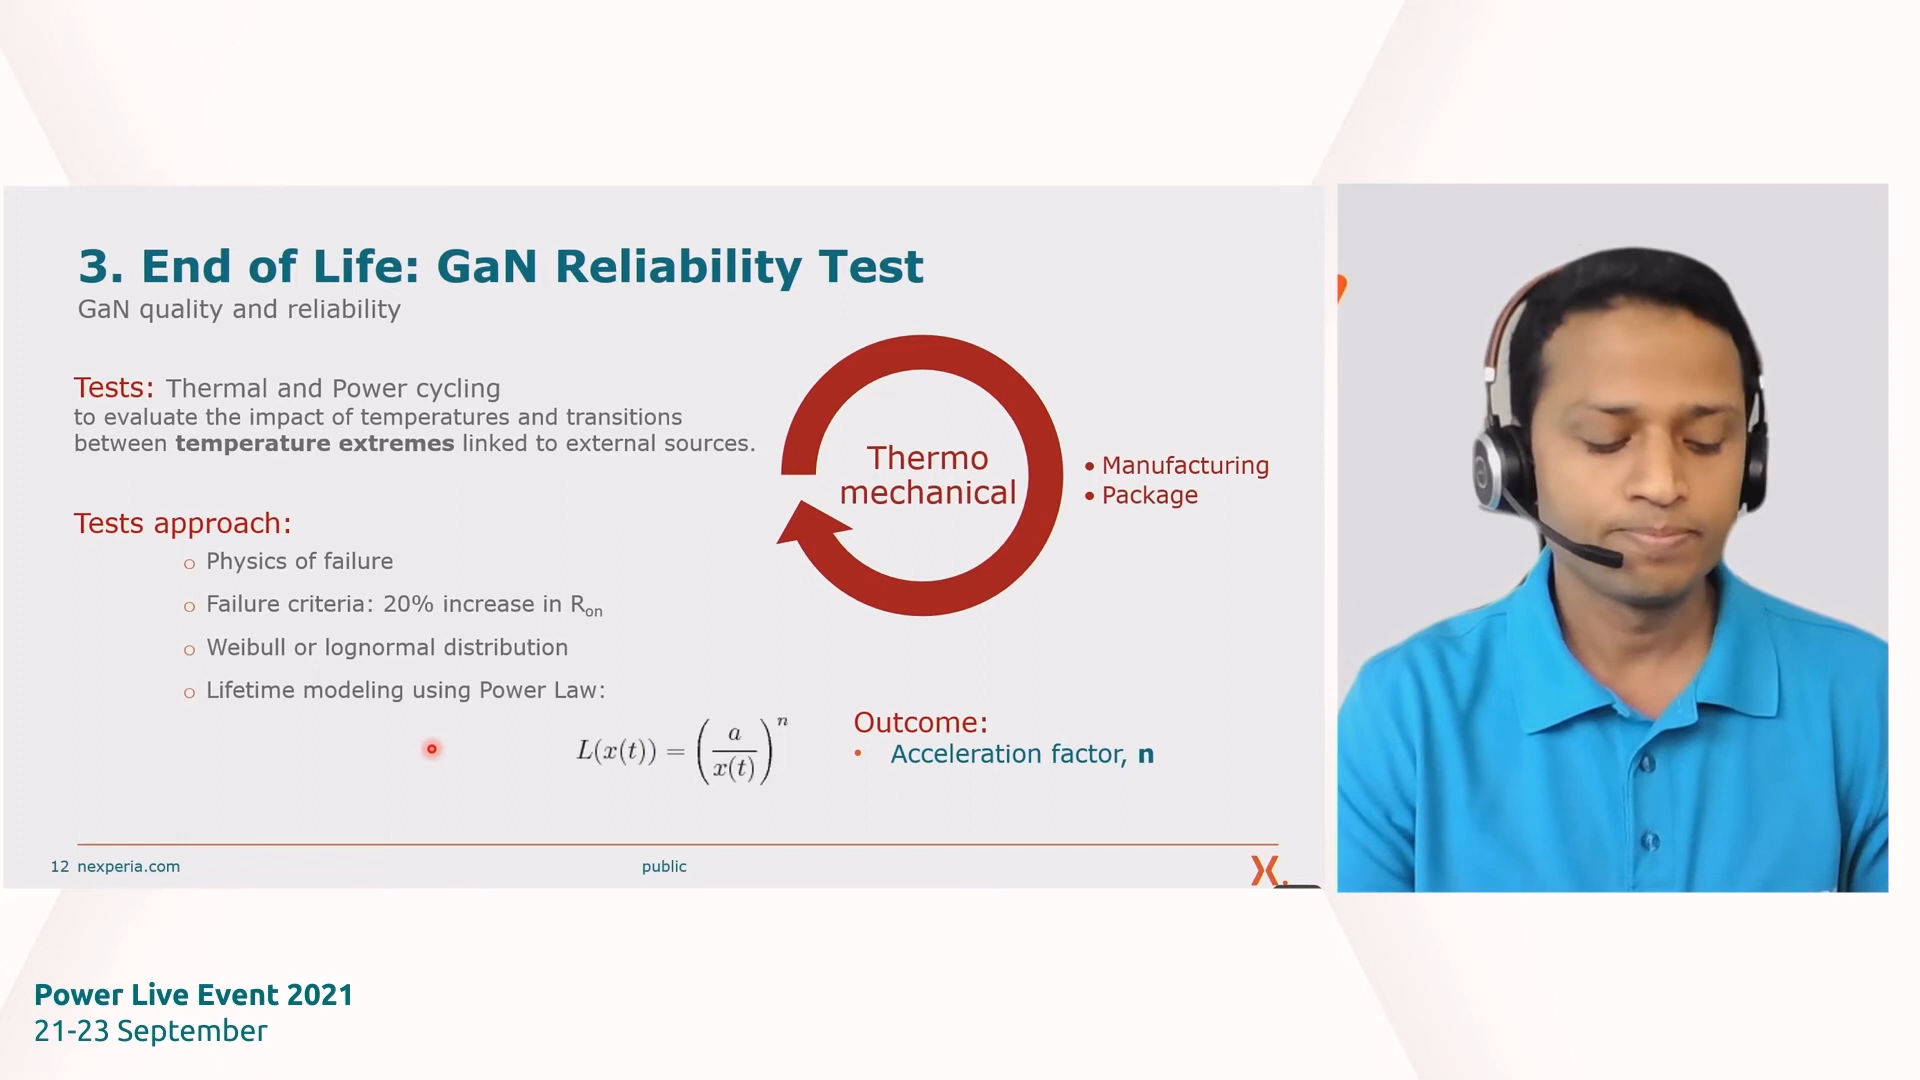 3. End of Life: GaN Reliability Test
GaN quality and reliability
Tests: Thermal and Power cycling
to evaluate the impact of temperatures and transitions
between temperature extremes linked to external sources.
Thermo
mechanical
• Manufacturing
• Package
Tests approach:
o Physics of failure
o Failure criteria: 20% increase in Ron
o Weibull or lognormal distribution
o Lifetime modeling using Power Law:
L(x(t)) = (a/x(t))^n
Outcome:
• Acceleration factor, n
12 nexperia.com
public
Power Live Event 2021
21-23 September